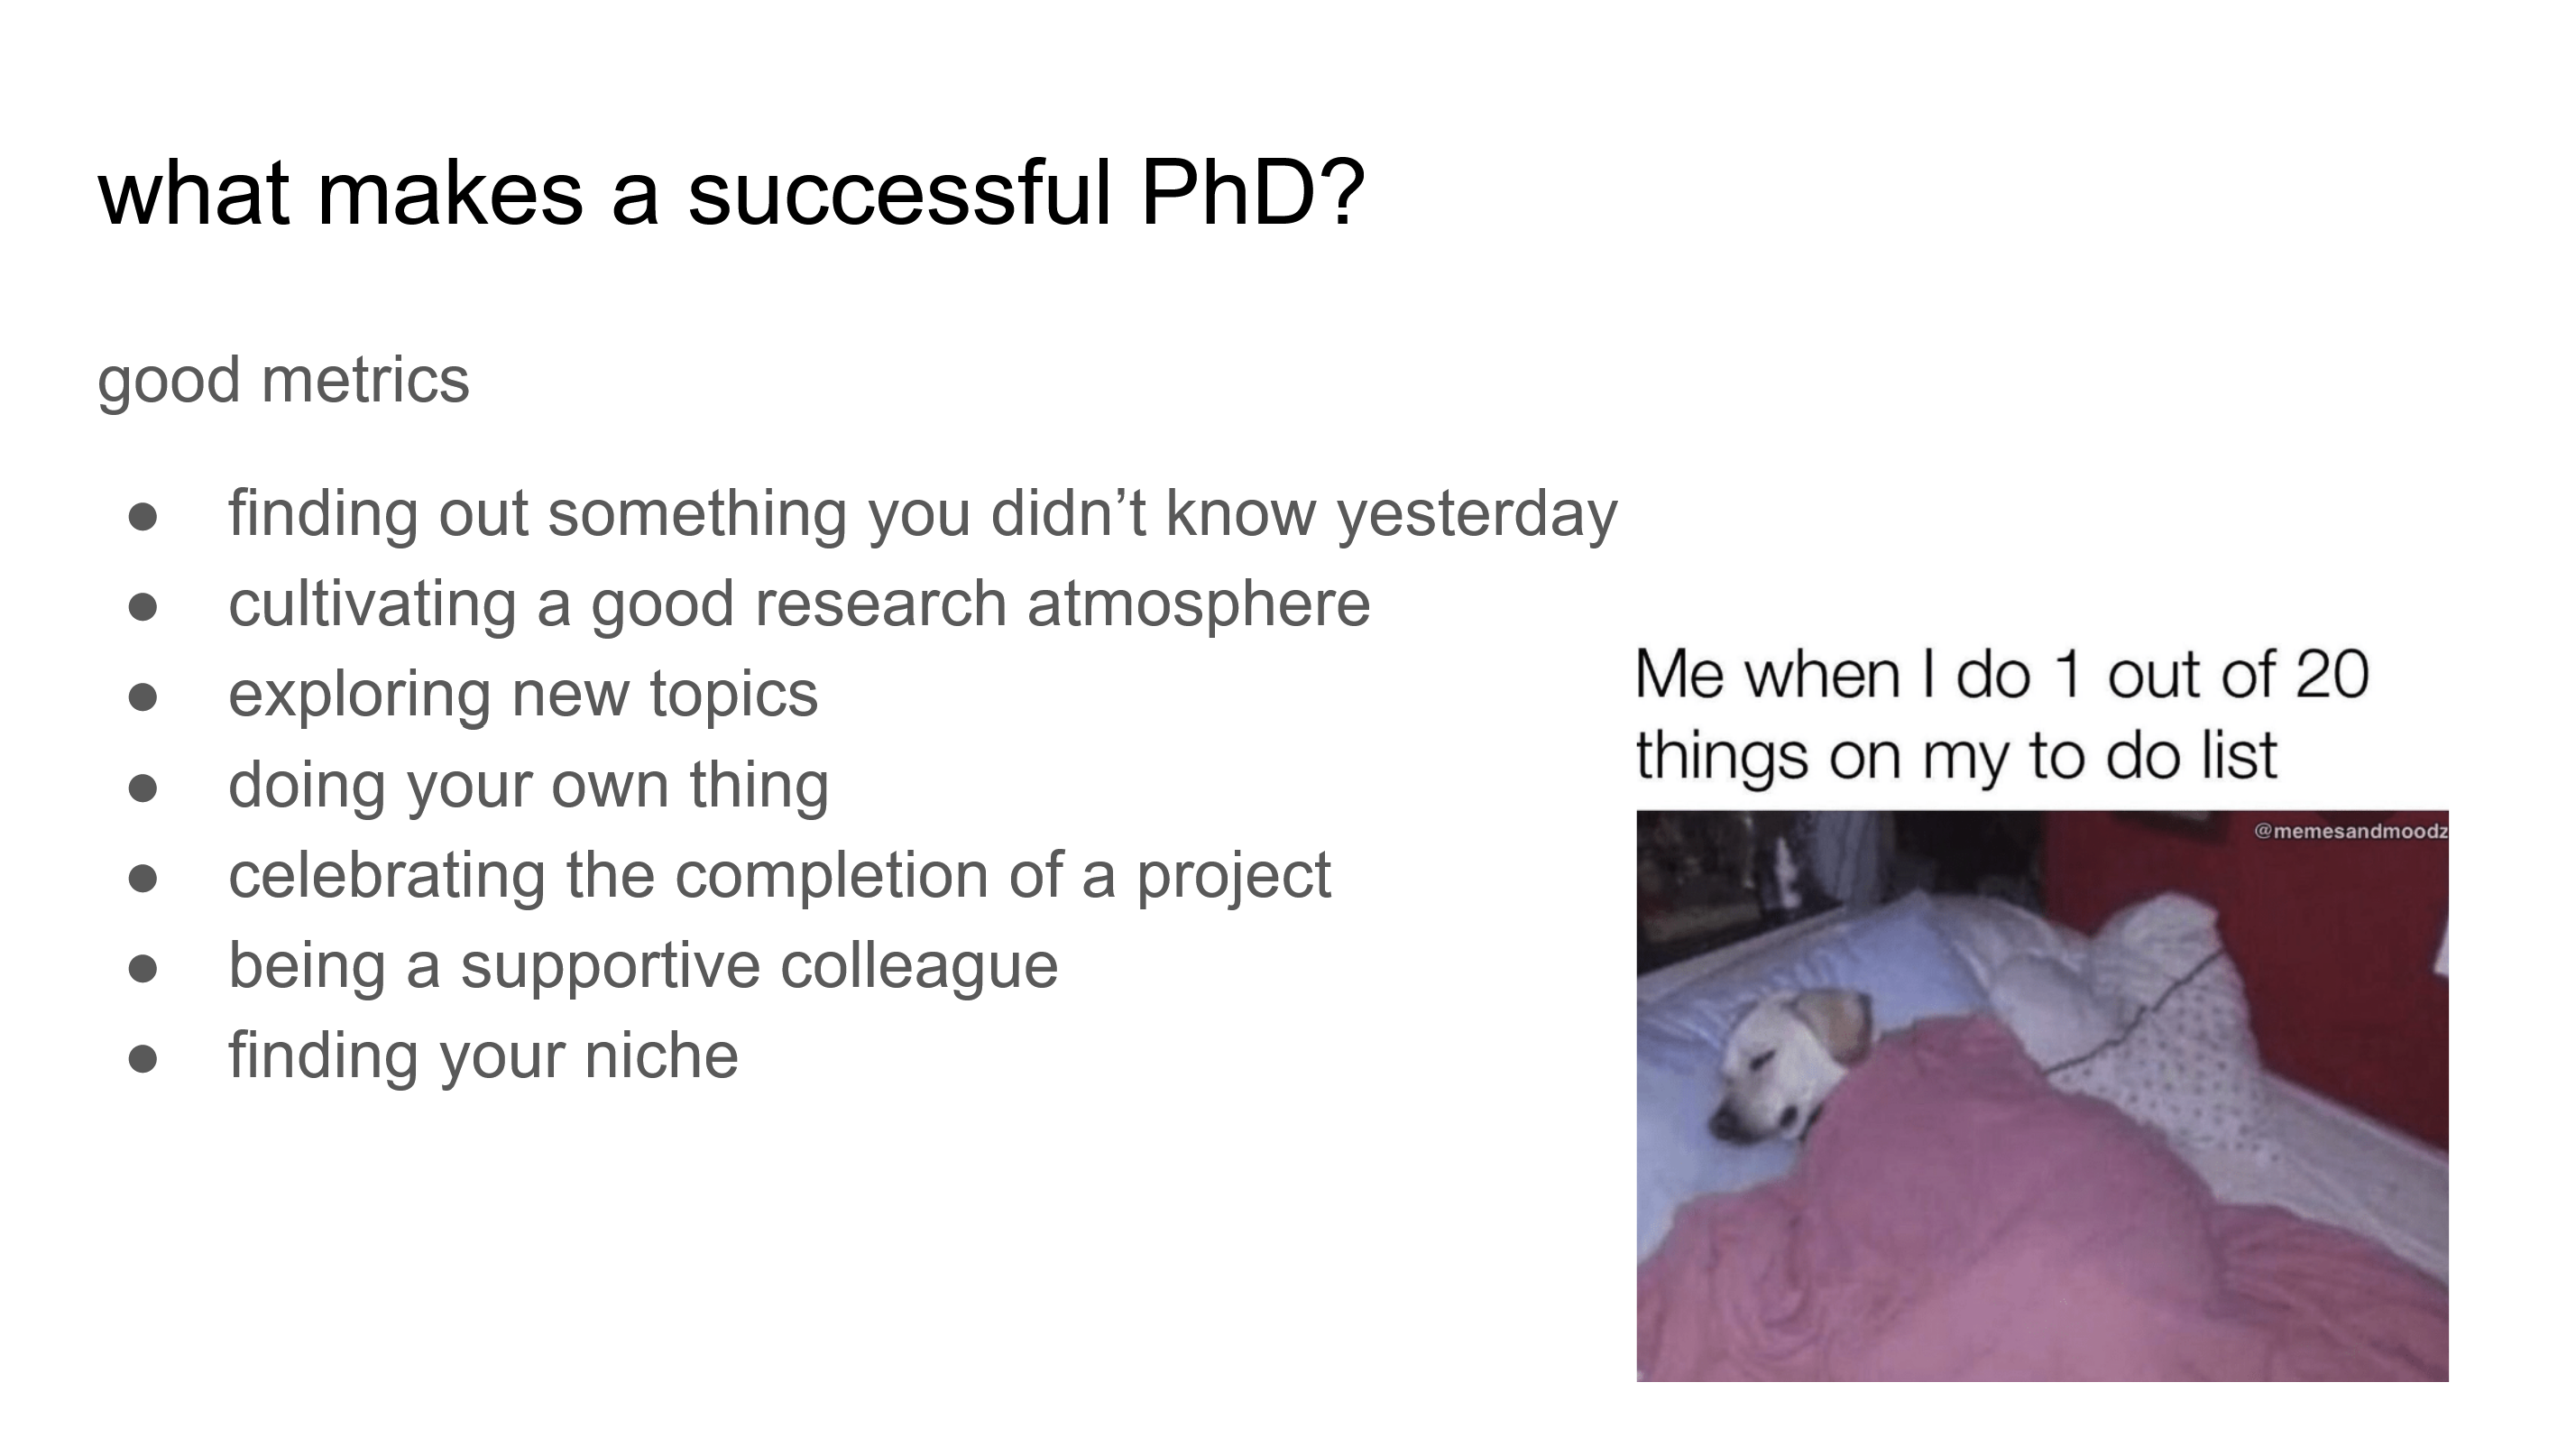 what makes a successful PhD?
good metrics
● finding out something you didn’t know yesterday
● cultivating a good research atmosphere
● exploring new topics
● doing your own thing
● celebrating the completion of a project
● being a supportive colleague
● finding your niche
Me when I do 1 out of 20
things on my to do list
@memesandmoodz